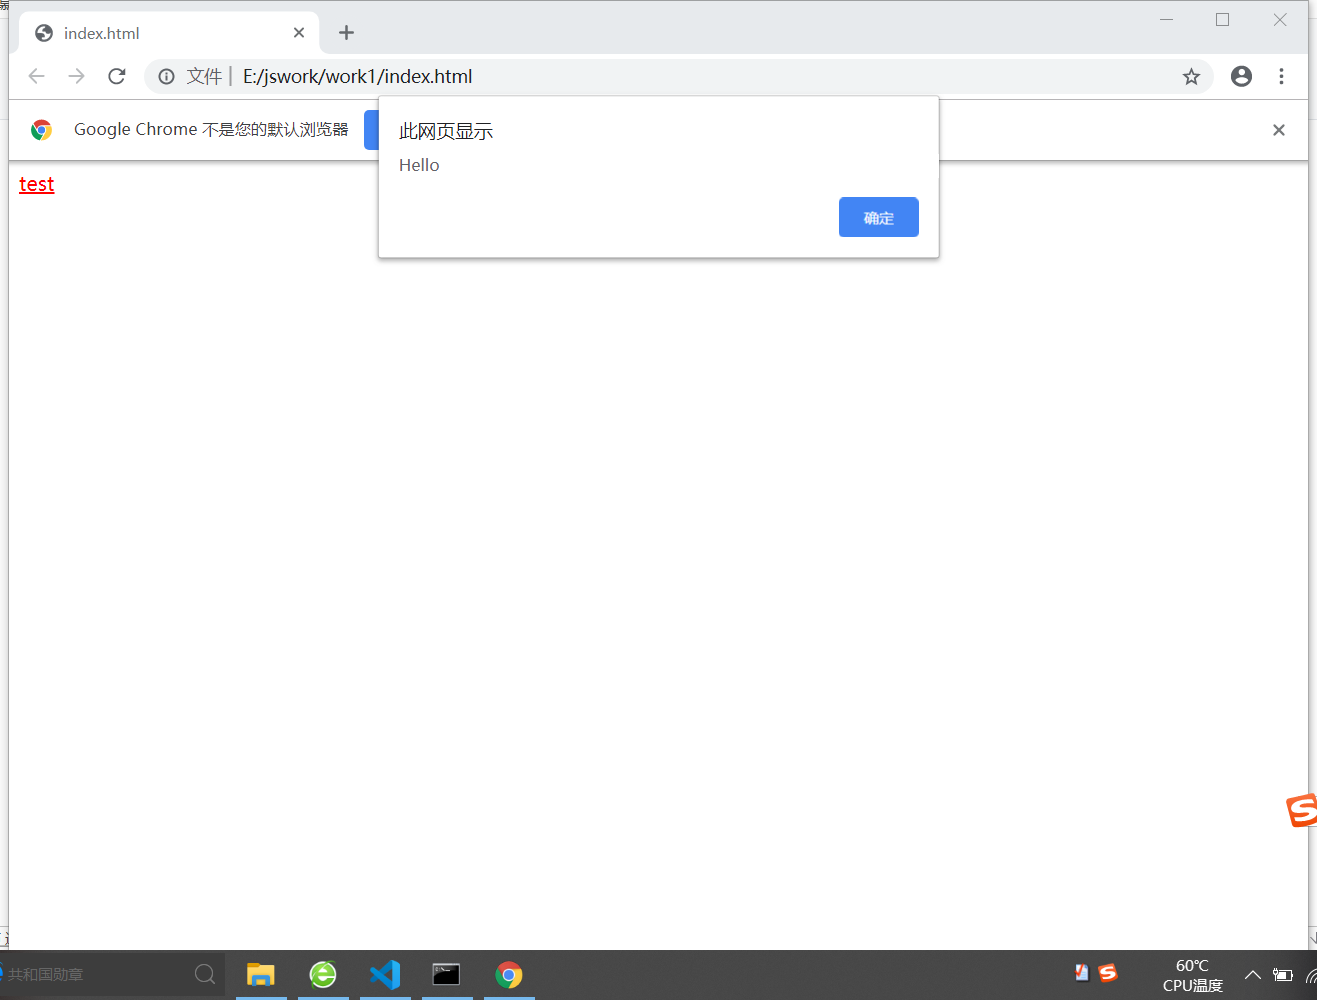 index.html
文件 | E:/jswork/work1/index.html
Google Chrome 不是您的默认浏览器
此网页显示
Hello
确定
test
共和国勋章
60℃
CPU温度